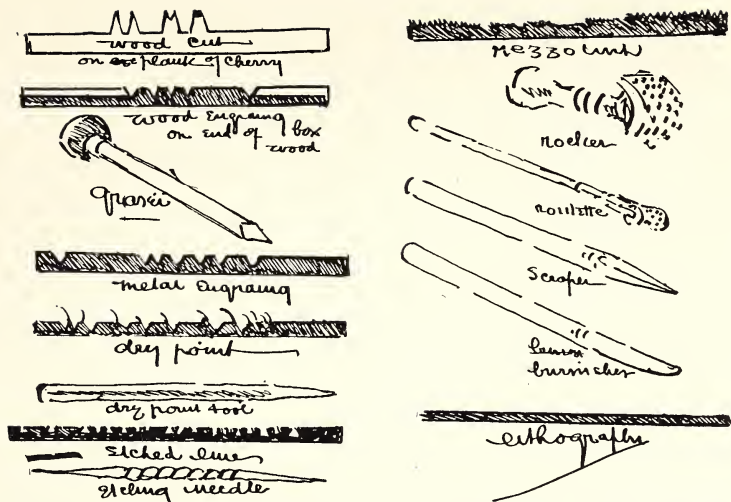 wood cut
on plank of cherry
wood Engraving
on End of box
wood
graver
metal Engraving
dry point
dry point tool
Etched line
Etching needle
Mezzotint
rocker
roulette
Scraper
burnisher
Lithography